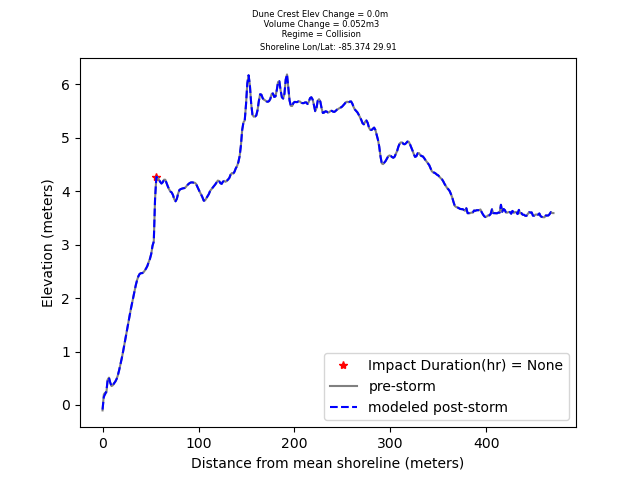 Dune Crest Elev Change = 0.0m
Volume Change = 0.052m3
Regime = Collision
Shoreline Lon/Lat: -85.374 29.91
6
5
4
3
2
1
0
Elevation (meters)
Impact Duration(hr) = None
pre-storm
modeled post-storm
0 100 200 300 400
Distance from mean shoreline (meters)